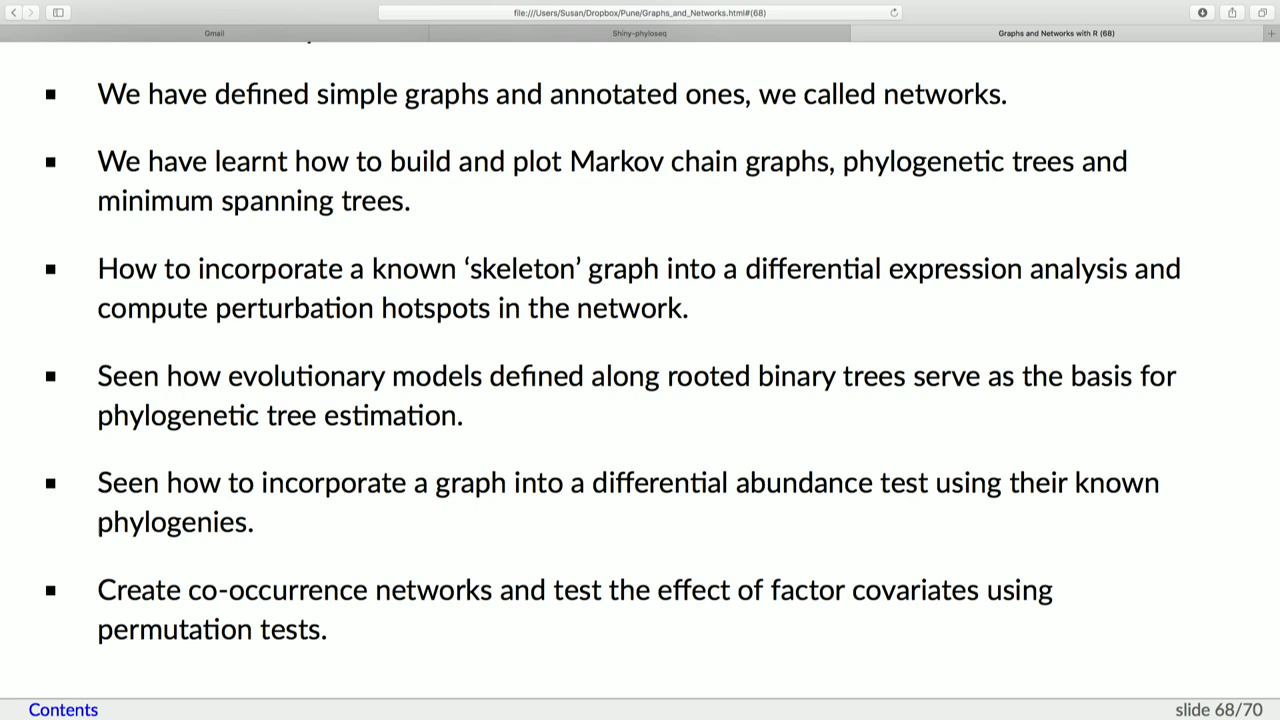 file:///Users/Susan/Dropbox/Pune/Graphs_and_Networks.html#(68)
Gmail
Shiny-phyloseq
Graphs and Networks with R (68)
▪ We have defined simple graphs and annotated ones, we called networks.
▪ We have learnt how to build and plot Markov chain graphs, phylogenetic trees and
minimum spanning trees.
▪ How to incorporate a known ‘skeleton’ graph into a differential expression analysis and
compute perturbation hotspots in the network.
▪ Seen how evolutionary models defined along rooted binary trees serve as the basis for
phylogenetic tree estimation.
▪ Seen how to incorporate a graph into a differential abundance test using their known
phylogenies.
▪ Create co-occurrence networks and test the effect of factor covariates using
permutation tests.
Contents
slide 68/70